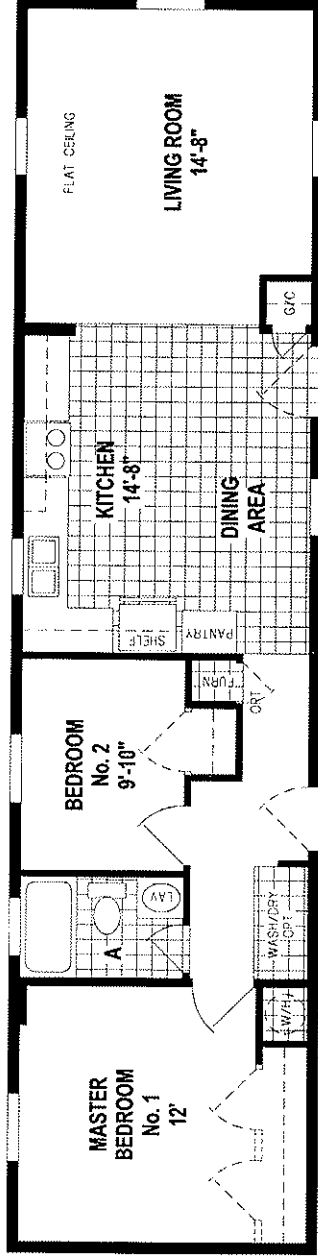 FLAT CEILING
LIVING ROOM
14'-8"
G/C
KITCHEN
14'-8"
DINING
AREA
SHELF
PANTRY
FURN
OPT
BEDROOM
No. 2
9'-10"
LAV
A
WASH/DRY
OPT
W/H
MASTER
BEDROOM
No. 1
12'